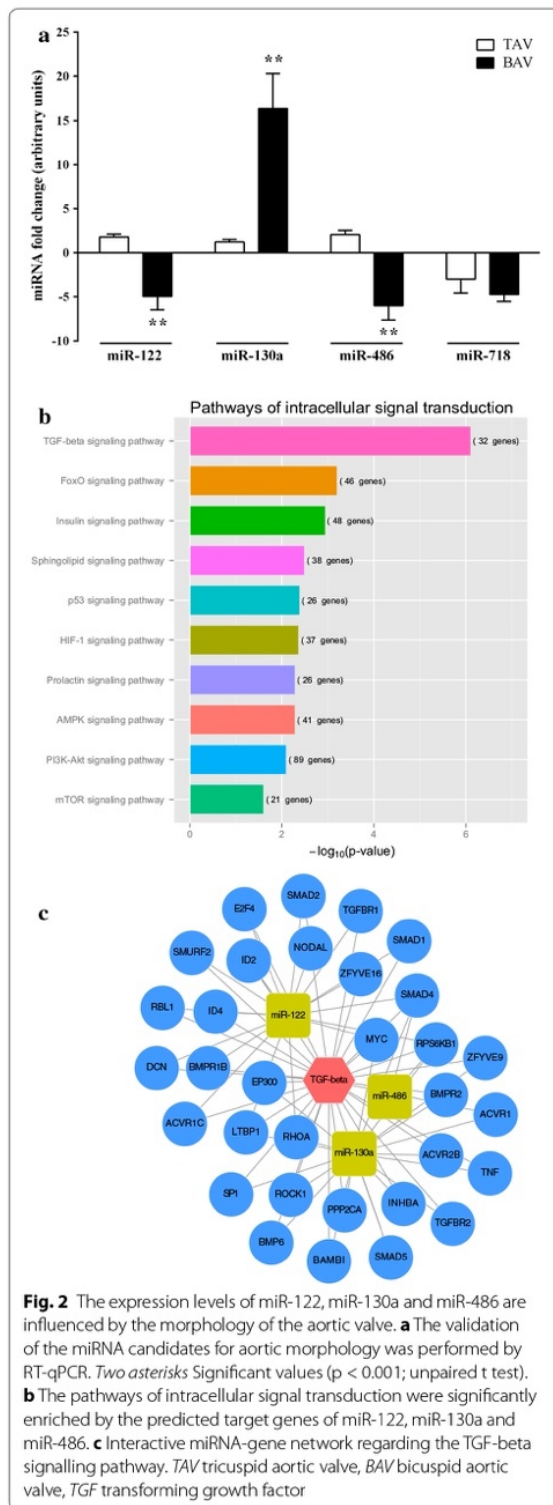 a
25
20
15
10
5
0
-5
-10
miRNA fold change (arbitrary units)
TAV
BAV
**
**
**
miR-122 miR-130a miR-486 miR-718
b
Pathways of intracellular signal transduction
TGF-beta signaling pathway ( 32 genes)
FoxO signaling pathway ( 46 genes)
Insulin signaling pathway ( 48 genes)
Sphingolipid signaling pathway ( 38 genes)
p53 signaling pathway ( 26 genes)
HIF-1 signaling pathway ( 37 genes)
Prolactin signaling pathway ( 26 genes)
AMPK signaling pathway ( 41 genes)
PI3K-Akt signaling pathway ( 89 genes)
mTOR signaling pathway ( 21 genes)
0 2 4 6
−log10(p-value)
c
SMAD2
E2F4
TGFBR1
NODAL
SMAD1
SMURF2
ID2
ZFYVE16
SMAD4
RBL1
ID4
miR-122
MYC
RPS6KB1
ZFYVE9
DCN
BMPR1B
EP300
TGF-beta
miR-486
BMPR2
ACVR1C
LTBP1
RHOA
ACVR1
miR-130a
ACVR2B
TNF
SPI
ROCK1
PPP2CA
INHBA
TGFBR2
BMP6
BAMBI
SMAD5
Fig. 2 The expression levels of miR-122, miR-130a and miR-486 are
influenced by the morphology of the aortic valve. a The validation
of the miRNA candidates for aortic morphology was performed by
RT-qPCR. Two asterisks Significant values (p < 0.001; unpaired t test).
b The pathways of intracellular signal transduction were significantly
enriched by the predicted target genes of miR-122, miR-130a and
miR-486. c Interactive miRNA-gene network regarding the TGF-beta
signalling pathway. TAV tricuspid aortic valve, BAV bicuspid aortic
valve, TGF transforming growth factor